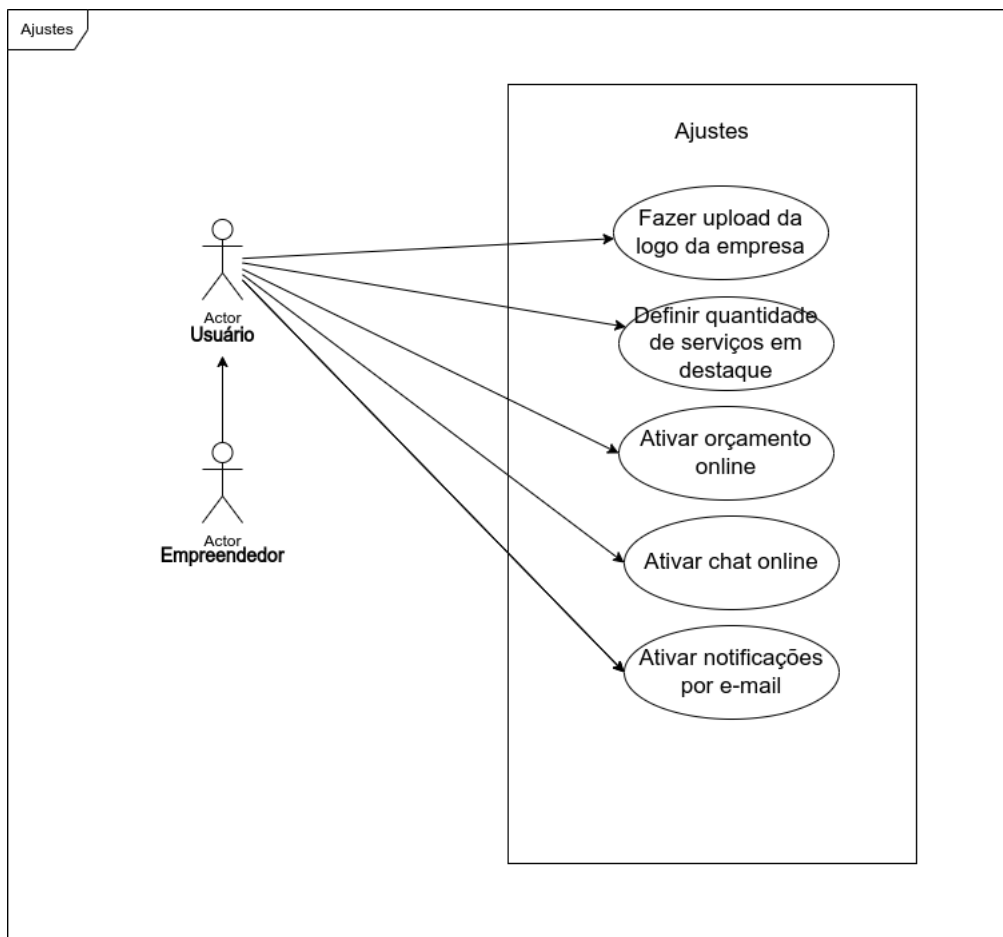 Ajustes
Ajustes
Fazer upload da
logo da empresa
Definir quantidade
de serviços em
destaque
Ativar orçamento
online
Ativar chat online
Ativar notificações
por e-mail
Actor
Usuário
Actor
Empreendedor